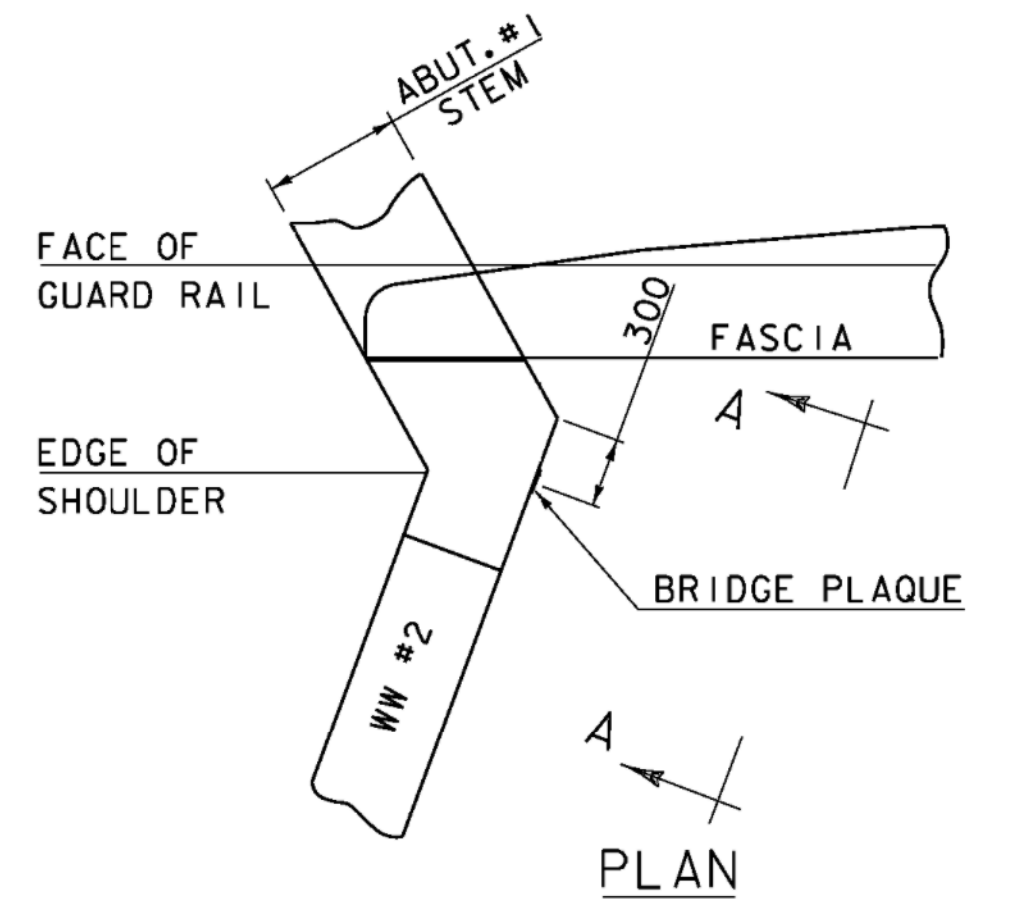 ABUT.#1
STEM
FACE OF
GUARD RAIL
300
FASCIA
A
EDGE OF
SHOULDER
BRIDGE PLAQUE
WW #2
A
PLAN